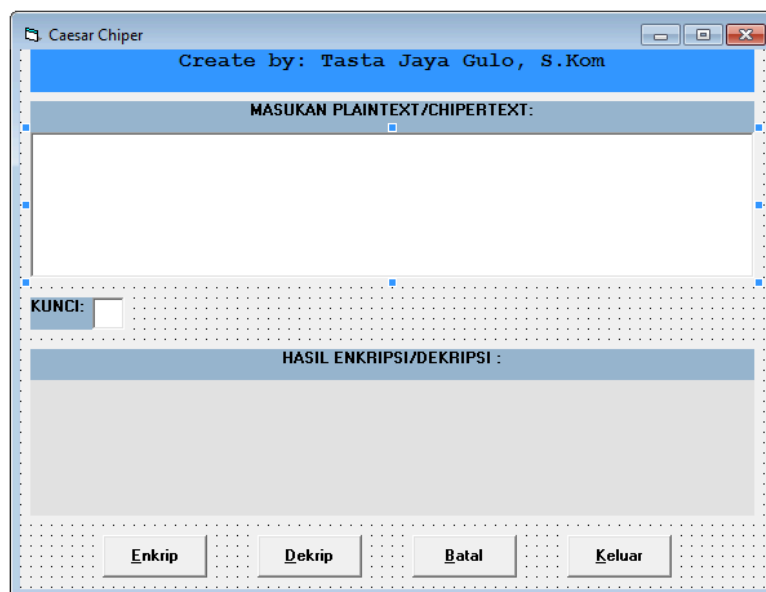 Caesar Chiper
Create by: Tasta Jaya Gulo, S.Kom
MASUKAN PLAINTEXT/CHIPERTEXT:
KUNCI:
HASIL ENKRIPSI/DEKRIPSI :
Enkrip Dekrip Batal Keluar